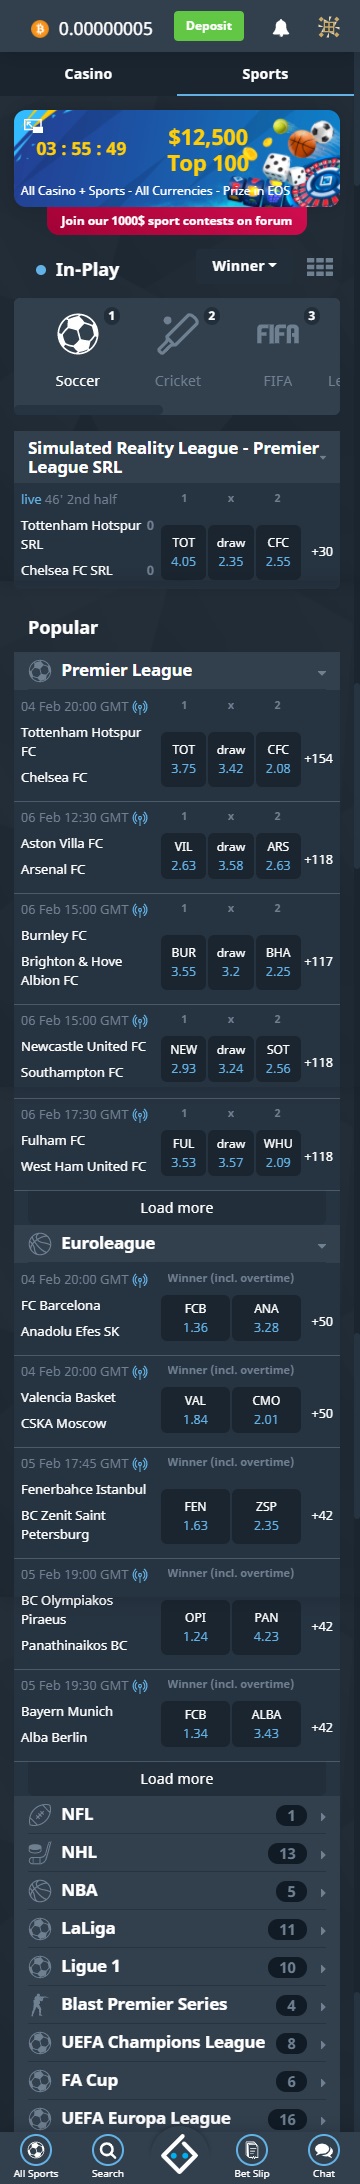 0.00000005 Deposit
Casino Sports
$12,500
03 : 55 : 49
Top 100
All Casino + Sports - All Currencies - Prize in EOS
Join our 1000$ sport contests on forum
In-Play Winner
1 2 3
FIFA
Soccer Cricket FIFA Le
Simulated Reality League - Premier
League SRL
live 46' 2nd half 1 x 2
Tottenham Hotspur 0
SRL
Chelsea FC SRL 0
TOT draw CFC
4.05 2.35 2.55 +30
Popular
Premier League
04 Feb 20:00 GMT 1 x 2
Tottenham Hotspur
FC
Chelsea FC
TOT draw CFC
3.75 3.42 2.08 +154
06 Feb 12:30 GMT 1 x 2
Aston Villa FC
Arsenal FC
VIL draw ARS
2.63 3.58 2.63 +118
06 Feb 15:00 GMT 1 x 2
Burnley FC
Brighton & Hove
Albion FC
BUR draw BHA
3.55 3.2 2.25 +117
06 Feb 15:00 GMT 1 x 2
Newcastle United FC
Southampton FC
NEW draw SOT
2.93 3.24 2.56 +118
06 Feb 17:30 GMT 1 x 2
Fulham FC
West Ham United FC
FUL draw WHU
3.53 3.57 2.09 +118
Load more
Euroleague
04 Feb 20:00 GMT Winner (incl. overtime)
FC Barcelona
Anadolu Efes SK
FCB ANA
1.36 3.28 +50
04 Feb 20:00 GMT Winner (incl. overtime)
Valencia Basket
CSKA Moscow
VAL CMO
1.84 2.01 +50
05 Feb 17:45 GMT Winner (incl. overtime)
Fenerbahce Istanbul
BC Zenit Saint
Petersburg
FEN ZSP
1.63 2.35 +42
05 Feb 19:00 GMT Winner (incl. overtime)
BC Olympiakos
Piraeus
Panathinaikos BC
OPI PAN
1.24 4.23 +42
05 Feb 19:30 GMT Winner (incl. overtime)
Bayern Munich
Alba Berlin
FCB ALBA
1.34 3.43 +42
Load more
NFL 1
NHL 13
NBA 5
LaLiga 11
Ligue 1 10
Blast Premier Series 4
UEFA Champions League 8
FA Cup 6
UEFA Europa League 16
All Sports Search Bet Slip Chat